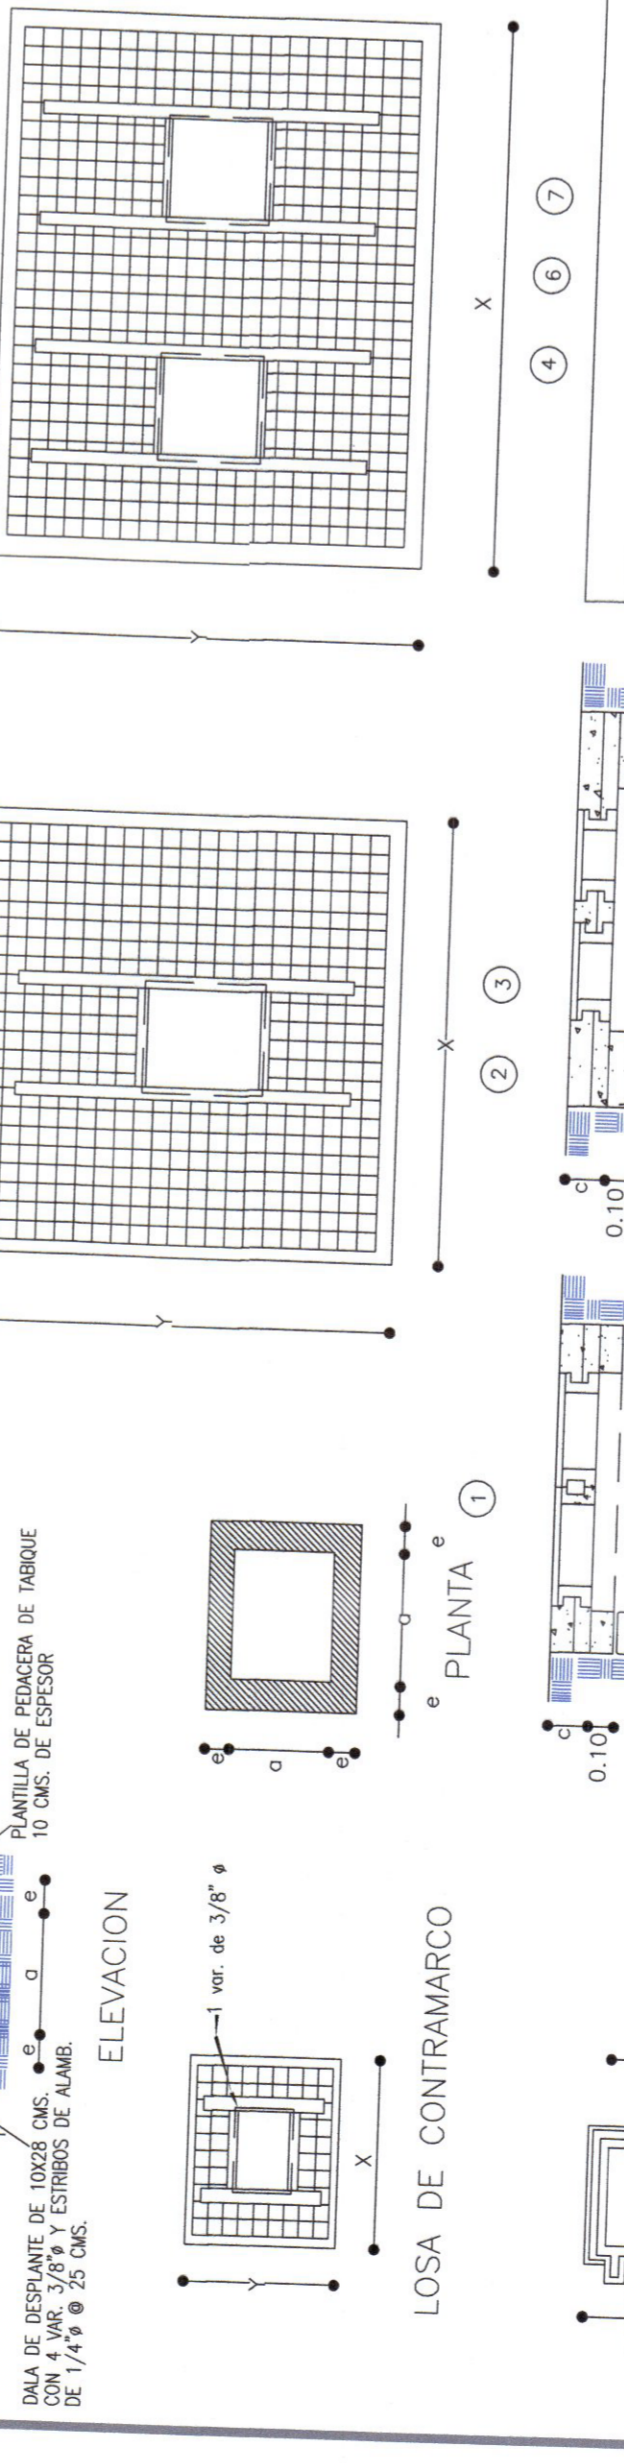 DALA DE DESPLANTE DE 10X28 CMS.
CON 4 VAR. 3/8"ø Y ESTRIBOS DE ALAMB.
DE 1/4"ø @ 25 CMS.
PLANTILLA DE PEDACERA DE TABIQUE
10 CMS. DE ESPESOR
e
a
e
ELEVACION
1 var. de 3/8" ø
Y
X
LOSA DE CONTRAMARCO
e
a
e
e
a
e
PLANTA
1
Y
X
2
3
Y
X
4
6
7
c
0.10
c
0.10